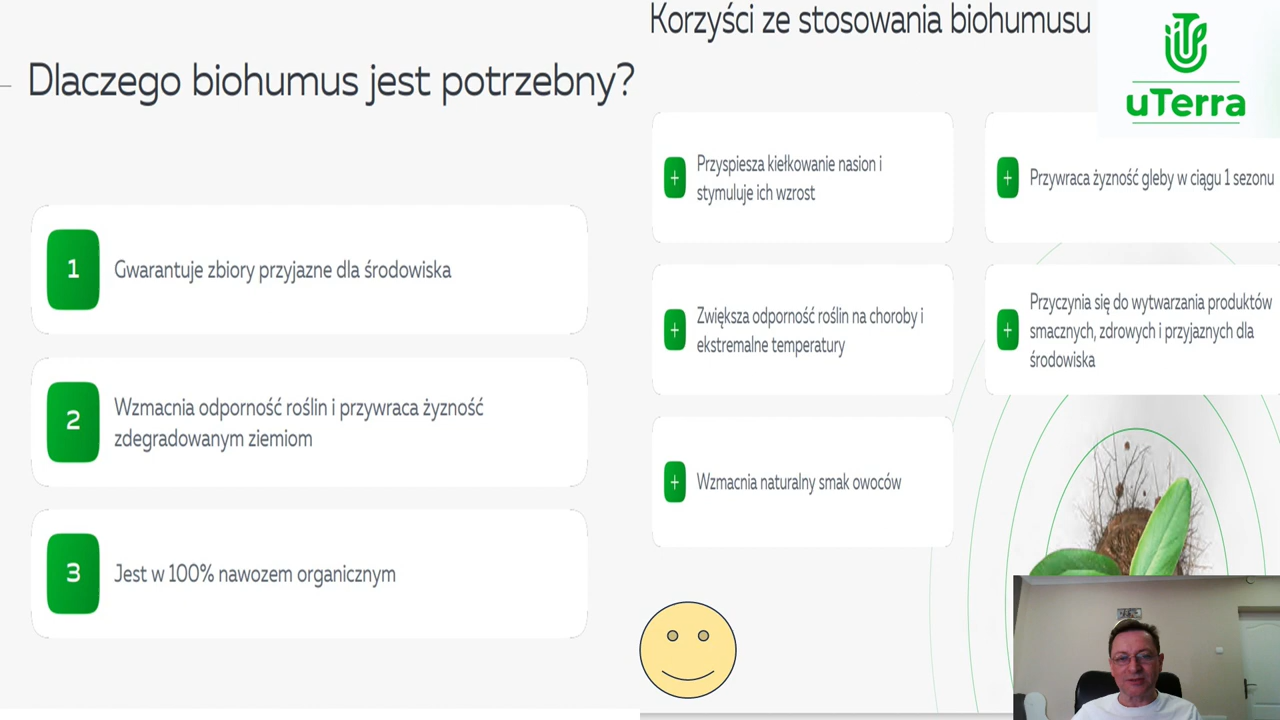 Dlaczego biohumus jest potrzebny?
1
Gwarantuje zbiory przyjazne dla środowiska
2
Wzmacnia odporność roślin i przywraca żyzność
zdegradowanym ziemiom
3
Jest w 100% nawozem organicznym
Korzyści ze stosowania biohumusu
uTerra
+
Przyspiesza kiełkowanie nasion i
stymuluje ich wzrost
+
Przywraca żyzność gleby w ciągu 1 sezonu
+
Zwiększa odporność roślin na choroby i
ekstremalne temperatury
+
Przyczynia się do wytwarzania produktów
smacznych, zdrowych i przyjaznych dla
środowiska
+
Wzmacnia naturalny smak owoców